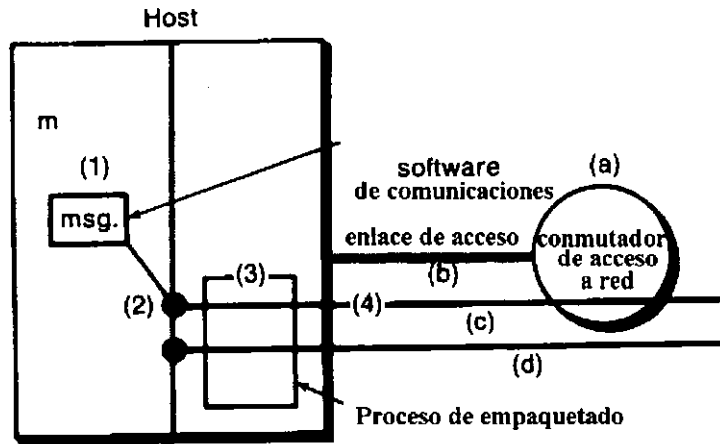 Host
m
(1)
msg.
software
de comunicaciones
(a)
enlace de acceso
(b)
conmutador
de acceso
a red
(2)
(3)
(4)
(c)
(d)
Proceso de empaquetado